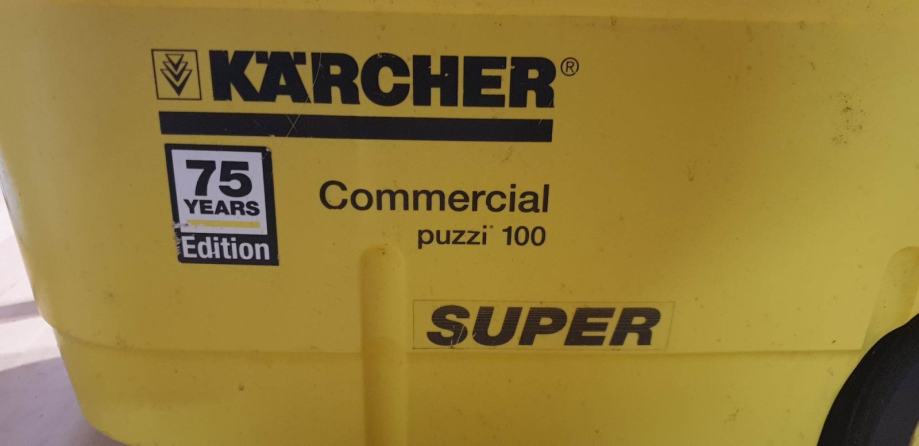 KÄRCHER®
75
YEARS
Edition
Commercial
puzzi 100
SUPER